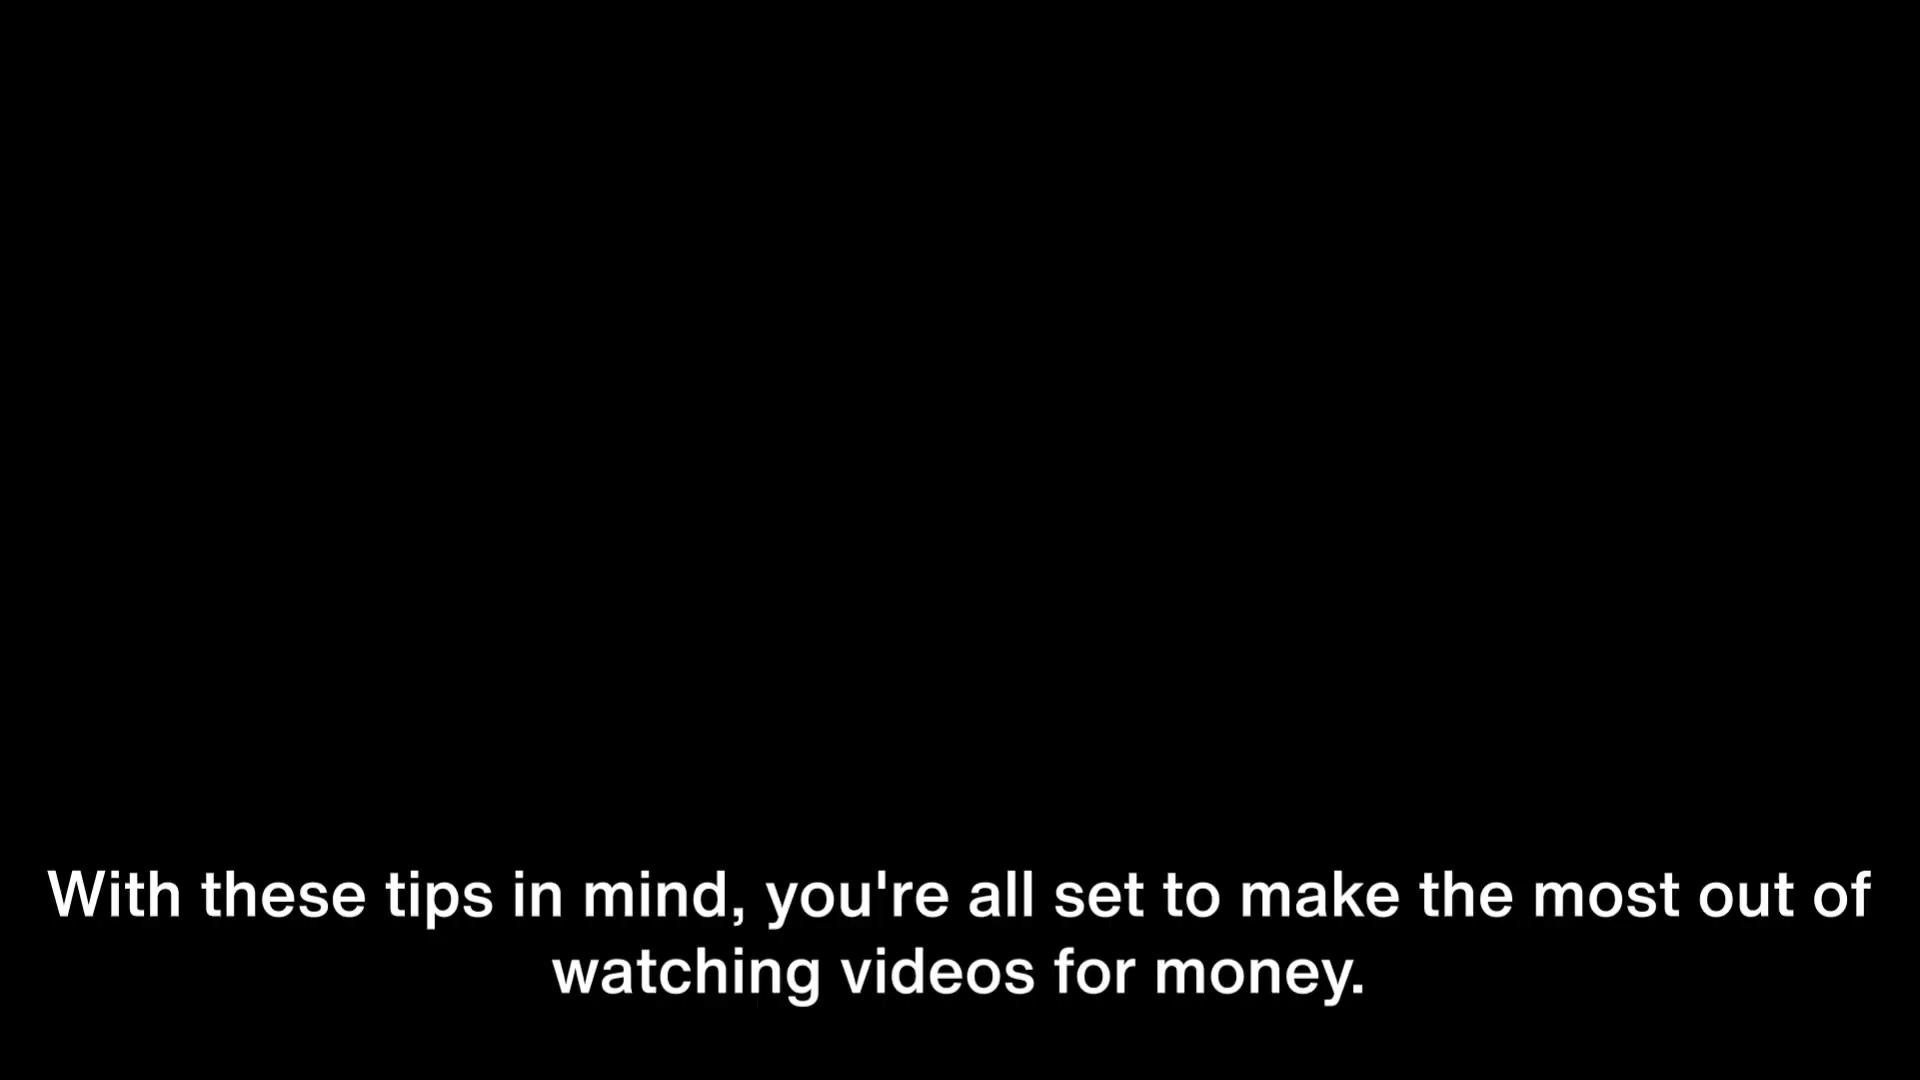 With these tips in mind, you're all set to make the most out of
watching videos for money.